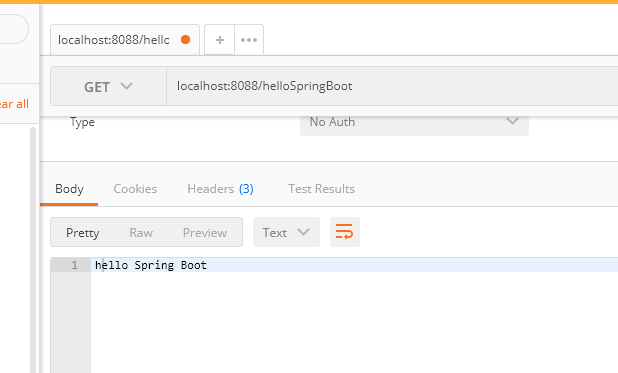 localhost:8088/hello
ear all
GET
localhost:8088/helloSpringBoot
Type
No Auth
Body Cookies Headers (3) Test Results
Pretty Raw Preview Text
1 hello Spring Boot